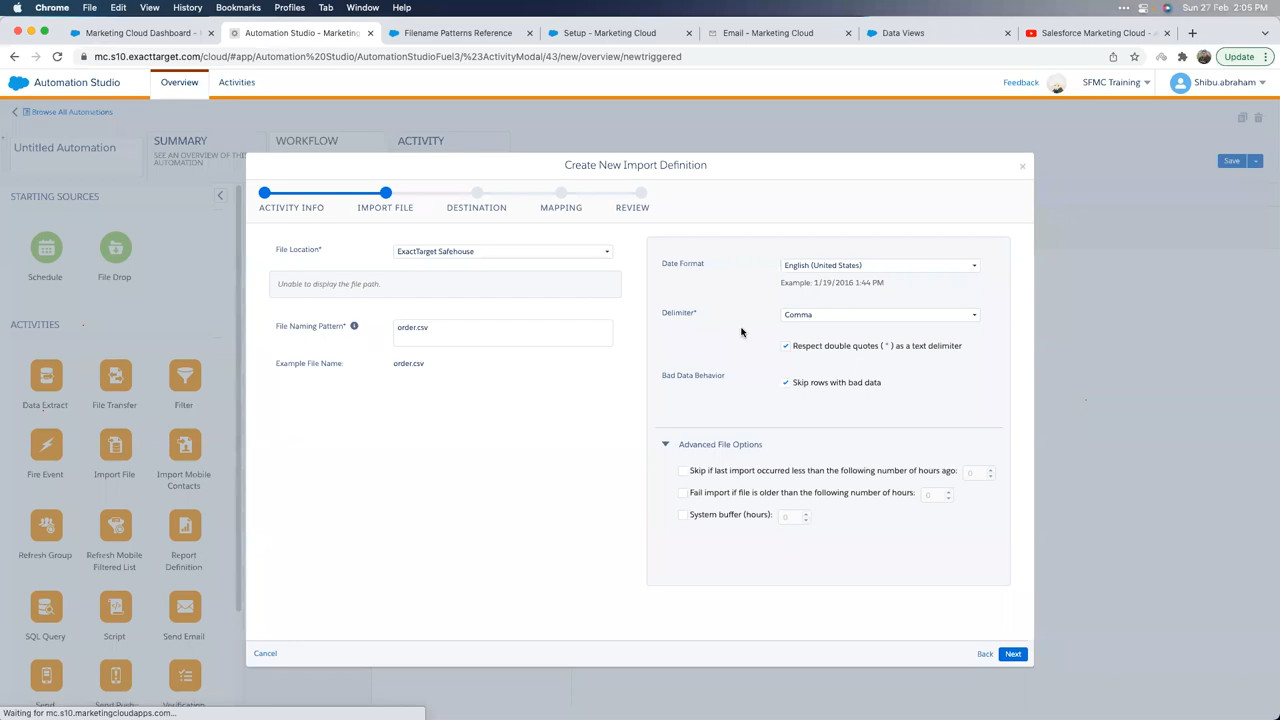 Chrome File Edit View History Bookmarks Profiles Tab Window Help
Sun 27 Feb 2:05 PM
Marketing Cloud Dashboard -
Automation Studio - Marketing
Filename Patterns Reference
Setup - Marketing Cloud
Email - Marketing Cloud
Data Views
Salesforce Marketing Cloud -
mc.s10.exacttarget.com/cloud/#app/Automation%20Studio/AutomationStudioFuel3/%23ActivityModal/43/new/overview/newtriggered
Update
Automation Studio
Overview
Activities
Feedback
SFMC Training
Shibu.abraham
Browse All Automations
Untitled Automation
SUMMARY
SEE AN OVERVIEW OF THE
AUTOMATION
WORKFLOW
ACTIVITY
Save
STARTING SOURCES
Schedule
File Drop
ACTIVITIES
Data Extract
File Transfer
Filter
Fire Event
Import File
Import Mobile
Contacts
Refresh Group
Refresh Mobile
Filtered List
Report
Definition
SQL Query
Script
Send Email
Send
Send Push
Verification
Waiting for mc.s10.marketingcloudapps.com...
Create New Import Definition
ACTIVITY INFO
IMPORT FILE
DESTINATION
MAPPING
REVIEW
File Location*
ExactTarget Safehouse
Unable to display the file path.
File Naming Pattern*
order.csv
Example File Name:
order.csv
Date Format
English (United States)
Example: 1/19/2016 1:44 PM
Delimiter*
Comma
Respect double quotes ( " ) as a text delimiter
Bad Data Behavior
Skip rows with bad data
Advanced File Options
Skip if last import occurred less than the following number of hours ago: 0
Fail import if file is older than the following number of hours: 0
System buffer (hours): 0
Cancel
Back
Next